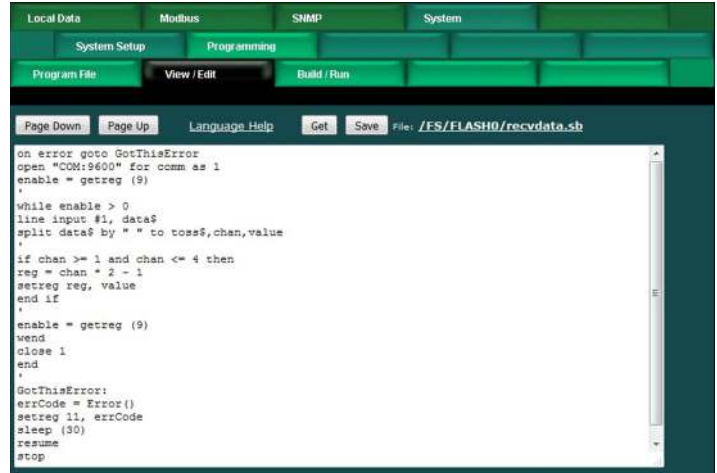 Local Data Modbus SNMP System
System Setup Programming
Program File View / Edit Build / Run
Page Down Page Up Language Help Get Save File: /FS/FLASH0/recvdata.sb
on error goto GotThisError
open "COM:9600" for comm as 1
enable = getreg (9)
'
while enable > 0
line input #1, data$
split data$ by " " to toss$,chan,value
'
if chan >= 1 and chan <= 4 then
reg = chan * 2 - 1
setreg reg, value
end if
'
enable = getreg (9)
wend
close 1
end
'
GotThisError:
errCode = Error()
setreg 11, errCode
sleep (30)
resume
stop